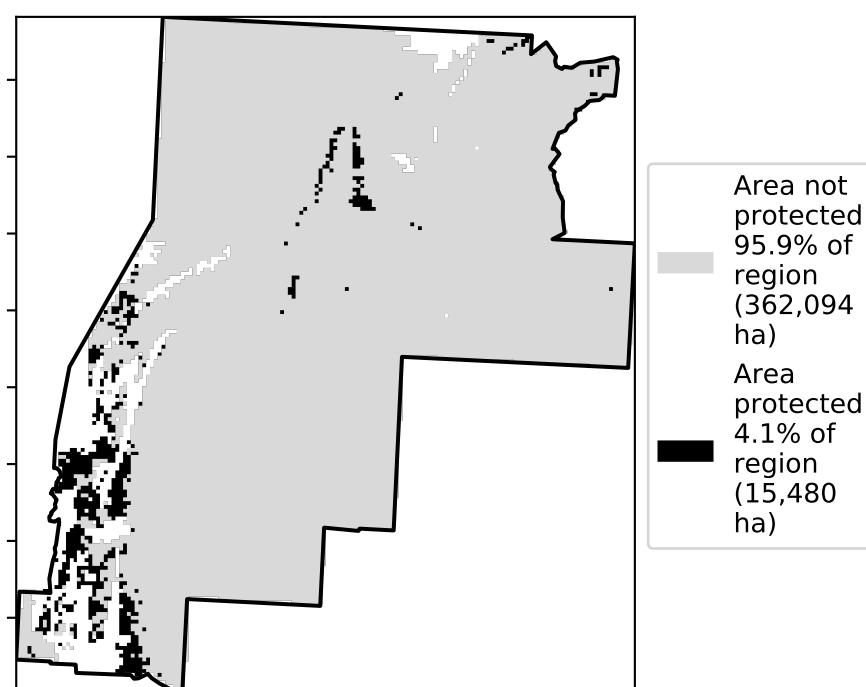 Area not
protected
95.9% of
region
(362,094
ha)
Area
protected
4.1% of
region
(15,480
ha)